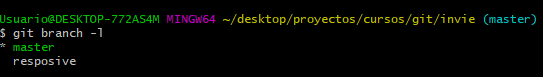 Usuario@DESKTOP-772AS4M MINGW64 ~/desktop/proyectos/cursos/git/invie (master)
$ git branch -l
* master
  resposive